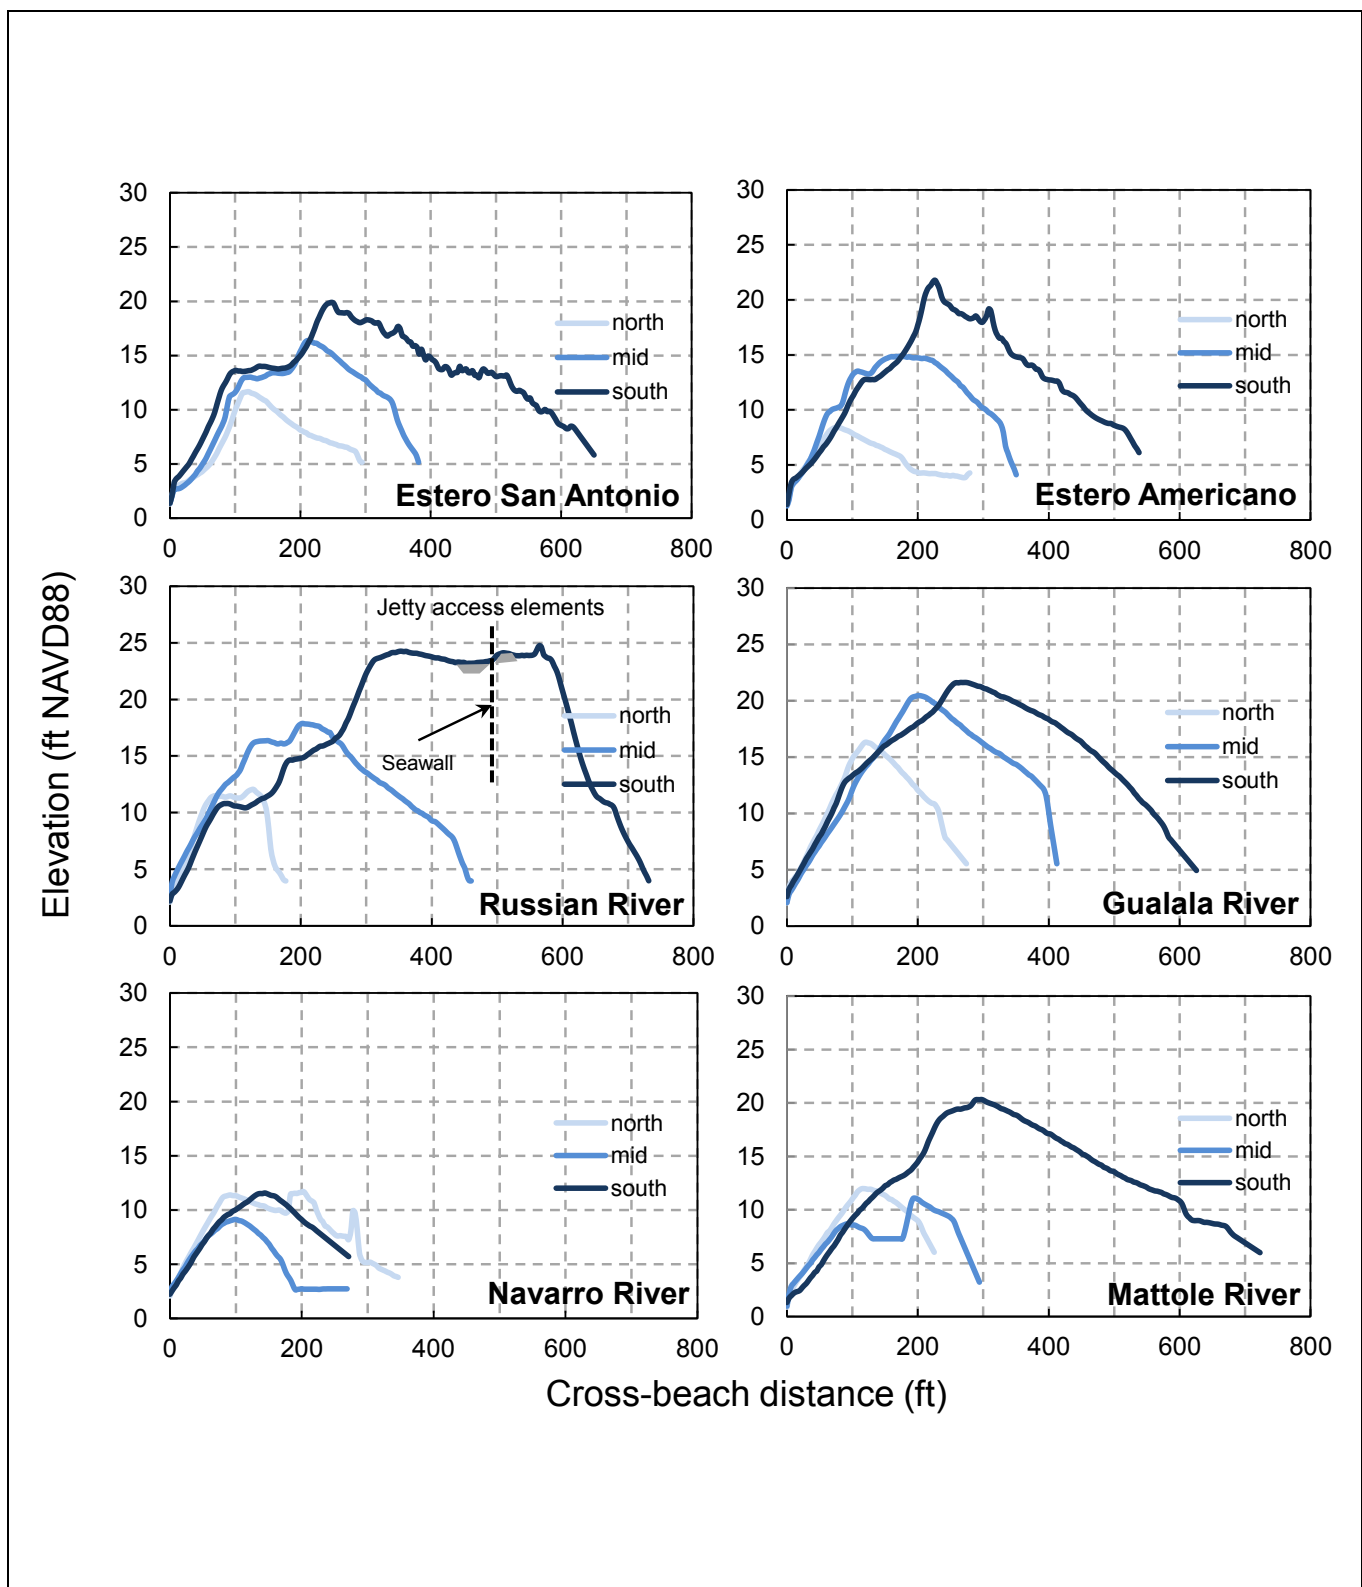 30
25
20
15
10
5
0
north
mid
south
Estero San Antonio
0 200 400 600 800
30
25
20
15
10
5
0
north
mid
south
Estero Americano
0 200 400 600 800
Elevation (ft NAVD88)
30
25
20
15
10
5
0
Jetty access elements
Seawall
north
mid
south
Russian River
0 200 400 600 800
30
25
20
15
10
5
0
north
mid
south
Gualala River
0 200 400 600 800
30
25
20
15
10
5
0
north
mid
south
Navarro River
0 200 400 600 800
30
25
20
15
10
5
0
north
mid
south
Mattole River
0 200 400 600 800
Cross-beach distance (ft)